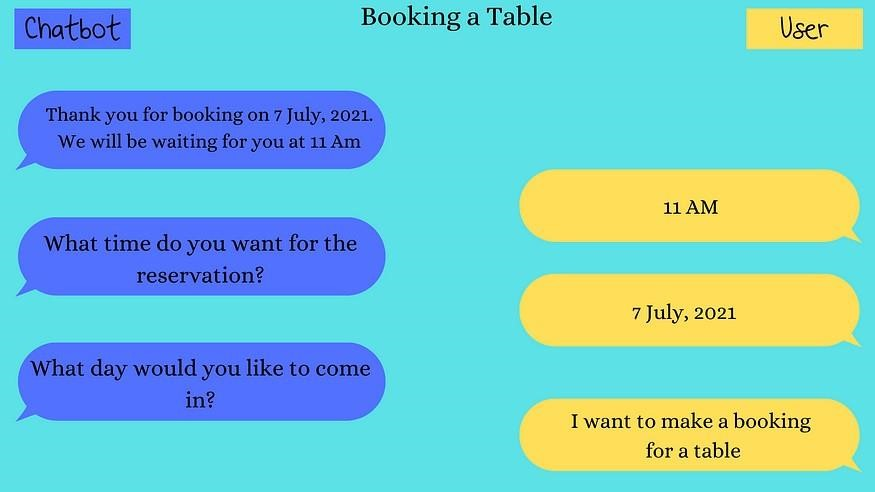 Chatbot
Booking a Table
User
Thank you for booking on 7 July, 2021.
We will be waiting for you at 11 Am
11 AM
What time do you want for the
reservation?
7 July, 2021
What day would you like to come
in?
I want to make a booking
for a table